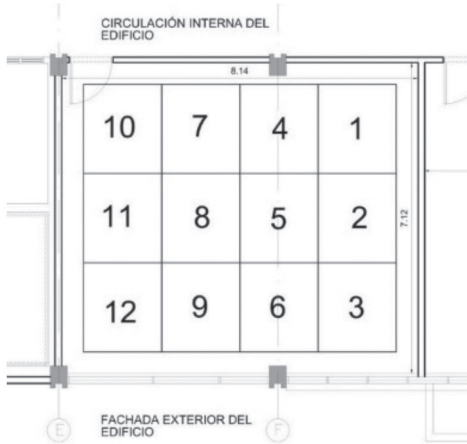 CIRCULACIÓN INTERNA DEL
EDIFICIO
8.14
10 7 4 1
11 8 5 2
7.12
12 9 6 3
E FACHADA EXTERIOR DEL F
EDIFICIO